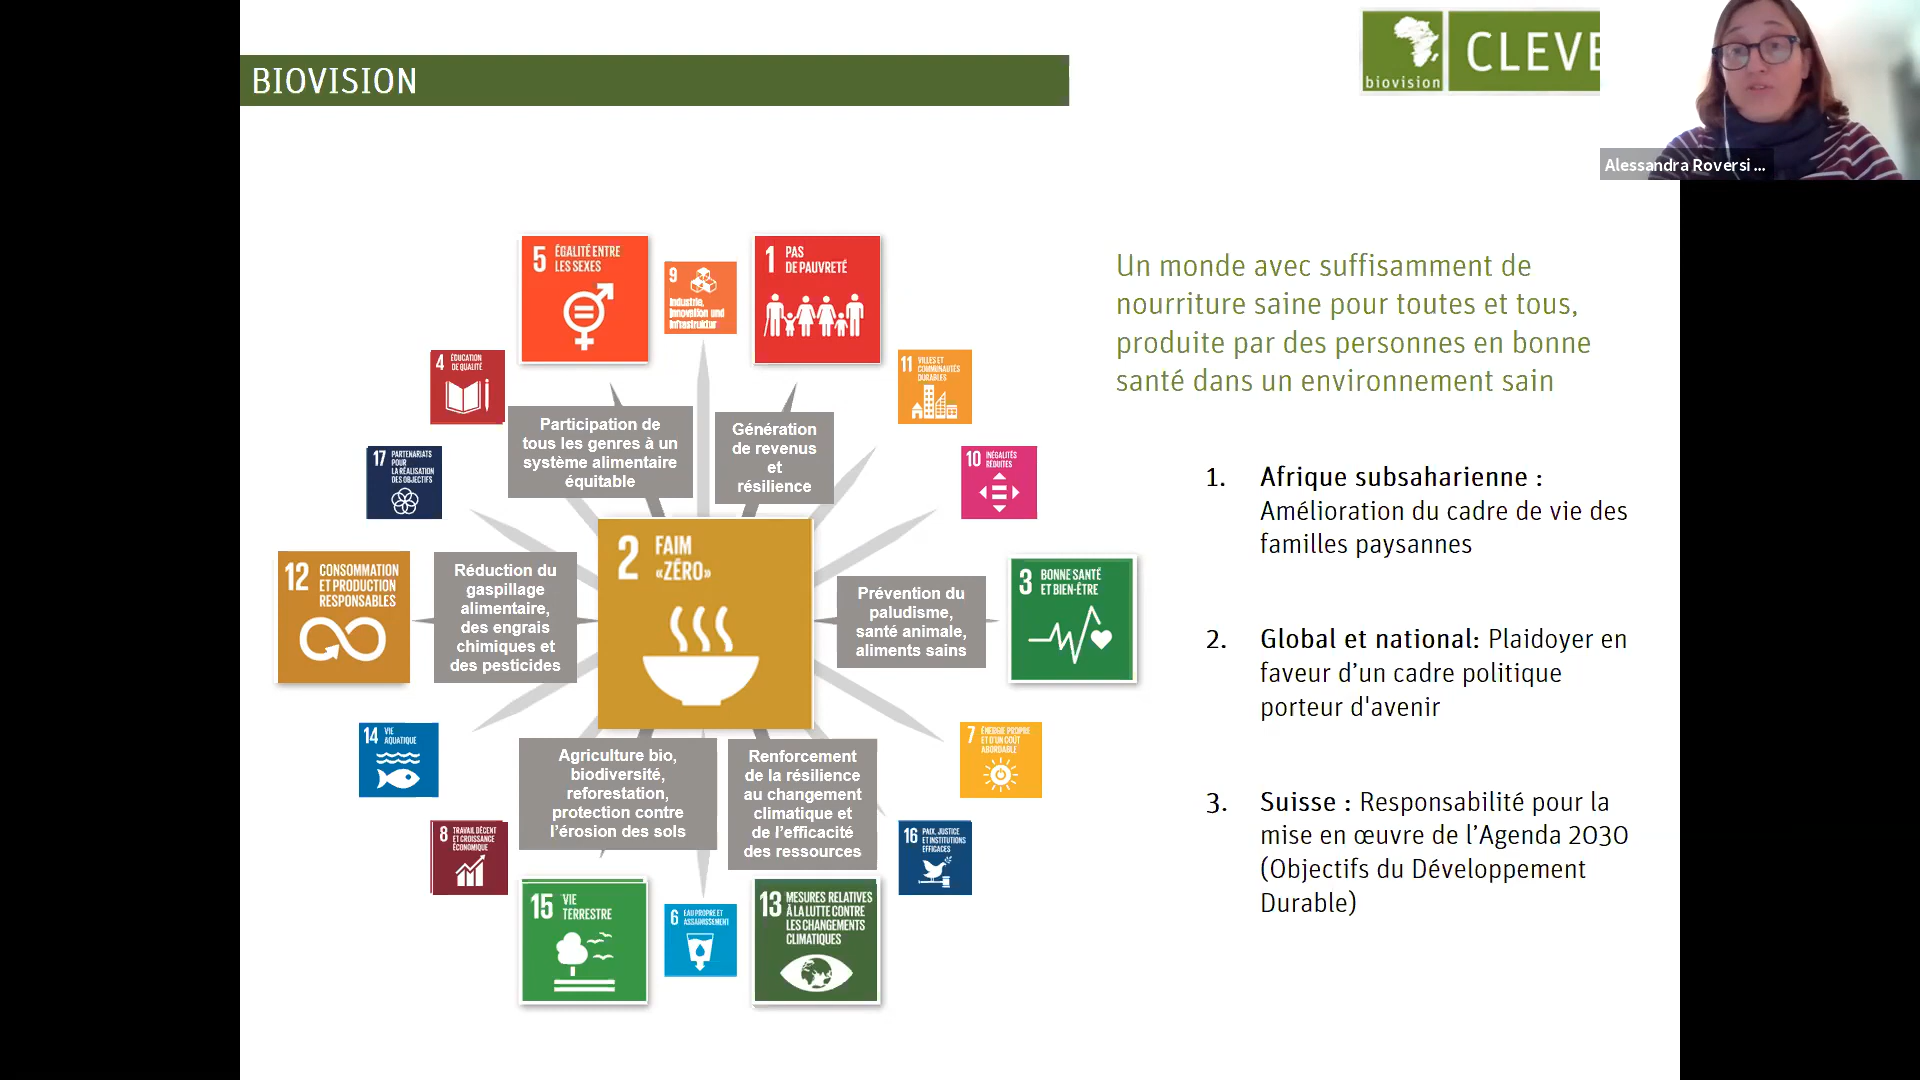 BIOVISION
biovision
CLEVE
Alessandra Roversi ...
5 ÉGALITÉ ENTRE
LES SEXES
9
Industrie,
Innovation und
Infrastruktur
1 PAS
DE PAUVRETÉ
4 ÉDUCATION
DE QUALITÉ
11 VILLES ET
COMMUNAUTÉS
DURABLES
Participation de
tous les genres à un
système alimentaire
équitable
Génération
de revenus
et
résilience
17 PARTENARIATS
POUR
LA RÉALISATION
DES OBJECTIFS
10 INÉGALITÉS
RÉDUITES
2 FAIM
«ZÉRO»
12 CONSOMMATION
ET PRODUCTION
RESPONSABLES
Réduction du
gaspillage
alimentaire,
des engrais
chimiques et
des pesticides
Prévention du
paludisme,
santé animale,
aliments sains
3 BONNE SANTÉ
ET BIEN-ÊTRE
14 VIE
AQUATIQUE
7 ÉNERGIE PROPRE
ET D'UN COÛT
ABORDABLE
Agriculture bio,
biodiversité,
reforestation,
protection contre
l’érosion des sols
Renforcement
de la résilience
au changement
climatique et
de l’efficacité
des ressources
8 TRAVAIL DÉCENT
ET CROISSANCE
ÉCONOMIQUE
16 PAIX, JUSTICE
ET INSTITUTIONS
EFFICACES
15 VIE
TERRESTRE
6 EAU PROPRE ET
ASSAINISSEMENT
13 MESURES RELATIVES
À LA LUTTE CONTRE
LES CHANGEMENTS
CLIMATIQUES
Un monde avec suffisamment de
nourriture saine pour toutes et tous,
produite par des personnes en bonne
santé dans un environnement sain
1. Afrique subsaharienne :
Amélioration du cadre de vie des
familles paysannes
2. Global et national: Plaidoyer en
faveur d’un cadre politique
porteur d'avenir
3. Suisse : Responsabilité pour la
mise en œuvre de l’Agenda 2030
(Objectifs du Développement
Durable)